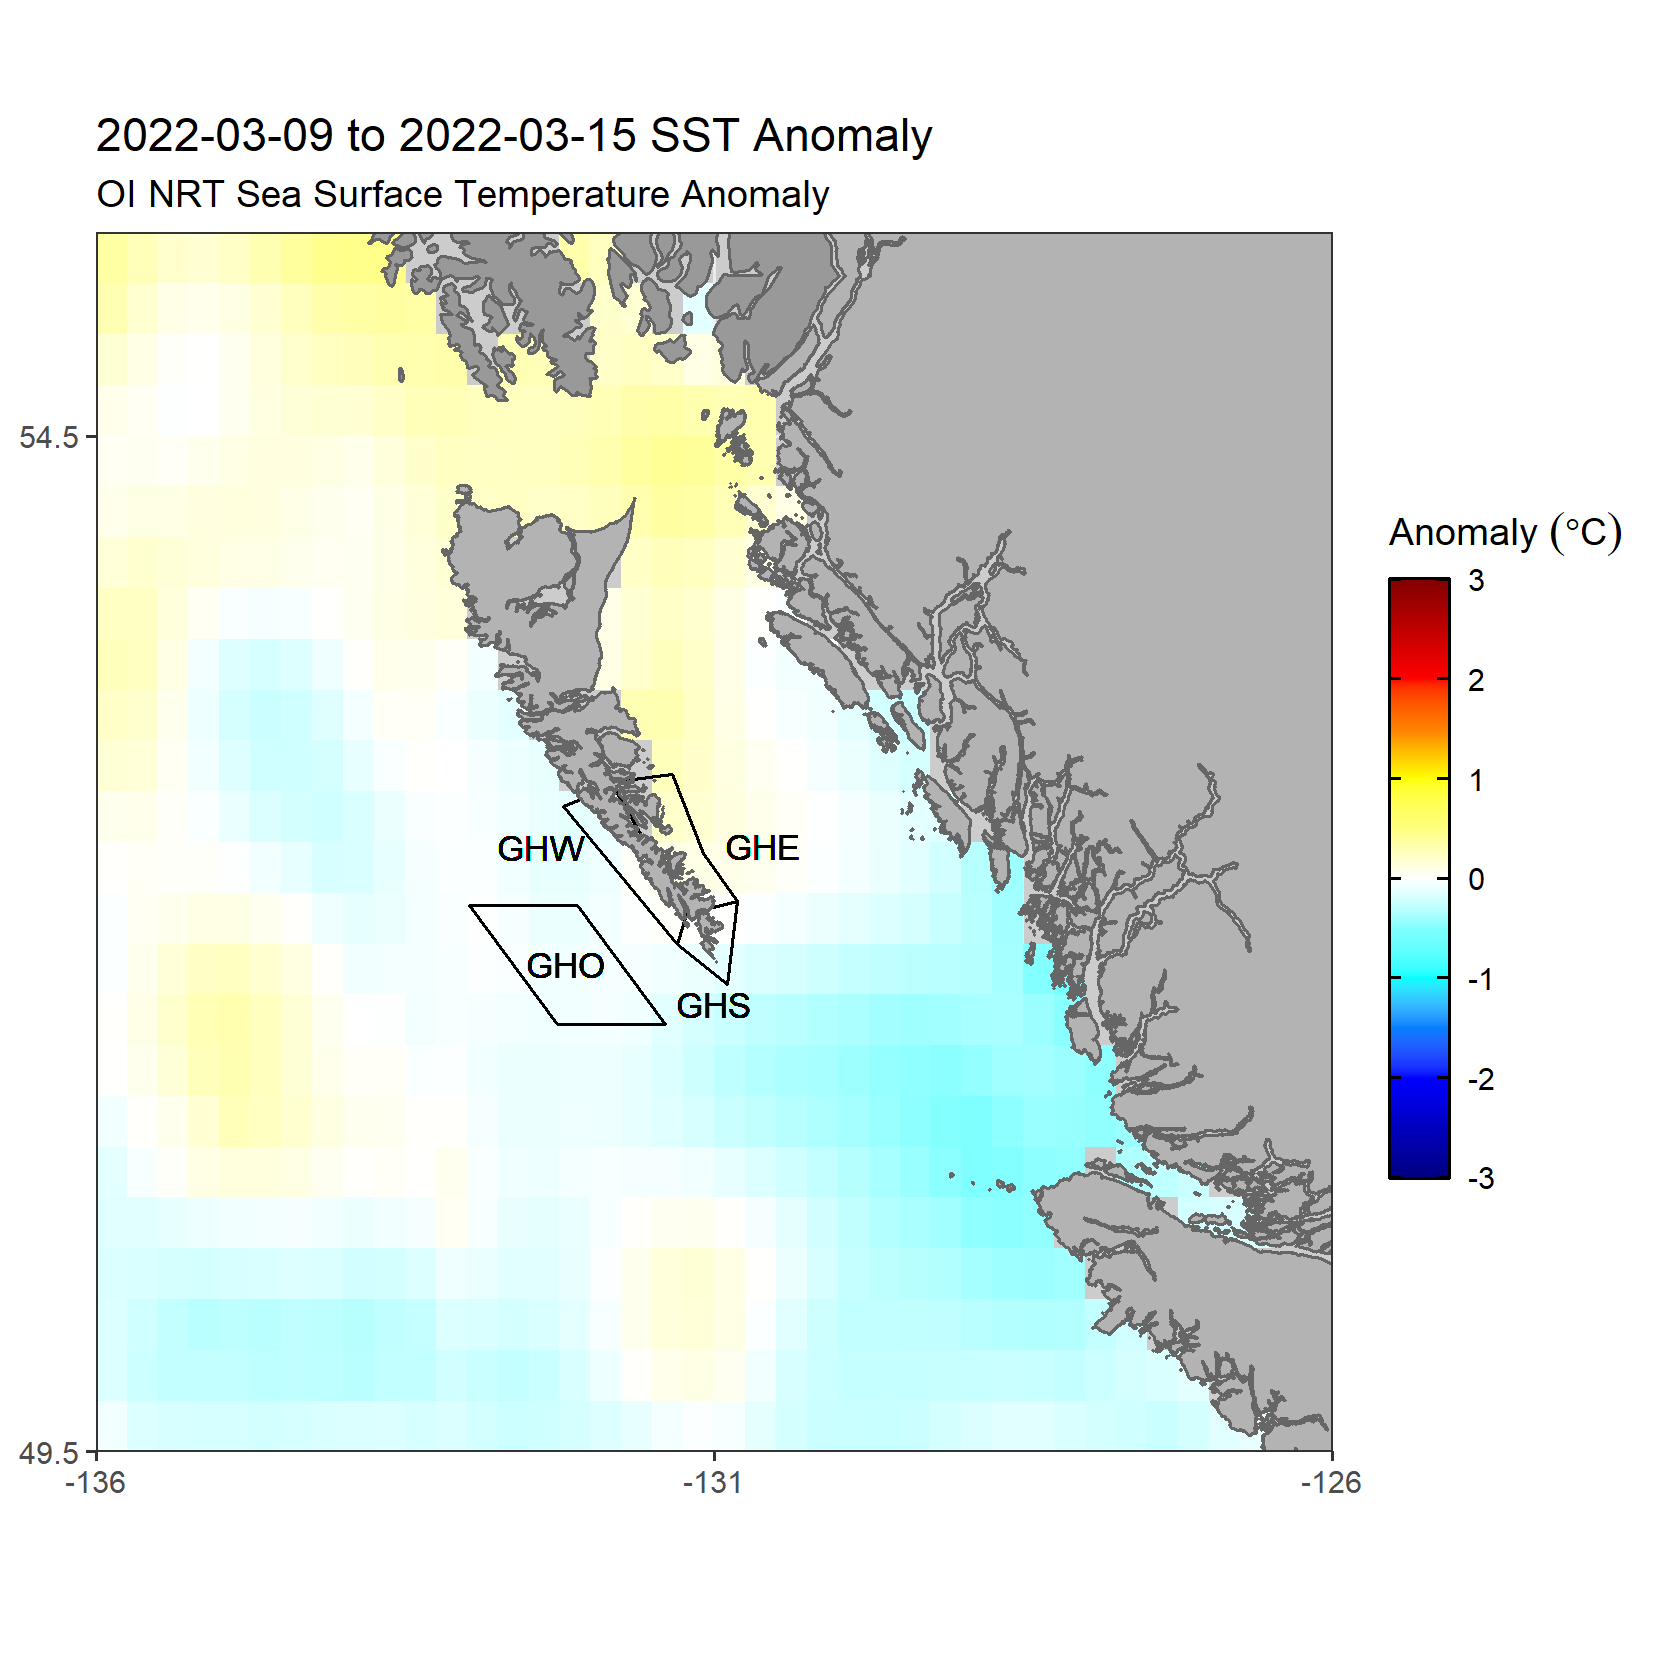 2022-03-09 to 2022-03-15 SST Anomaly
OI NRT Sea Surface Temperature Anomaly
54.5
49.5
-136
-131
-126
GHW
GHE
GHO
GHS
Anomaly (°C)
3
2
1
0
-1
-2
-3